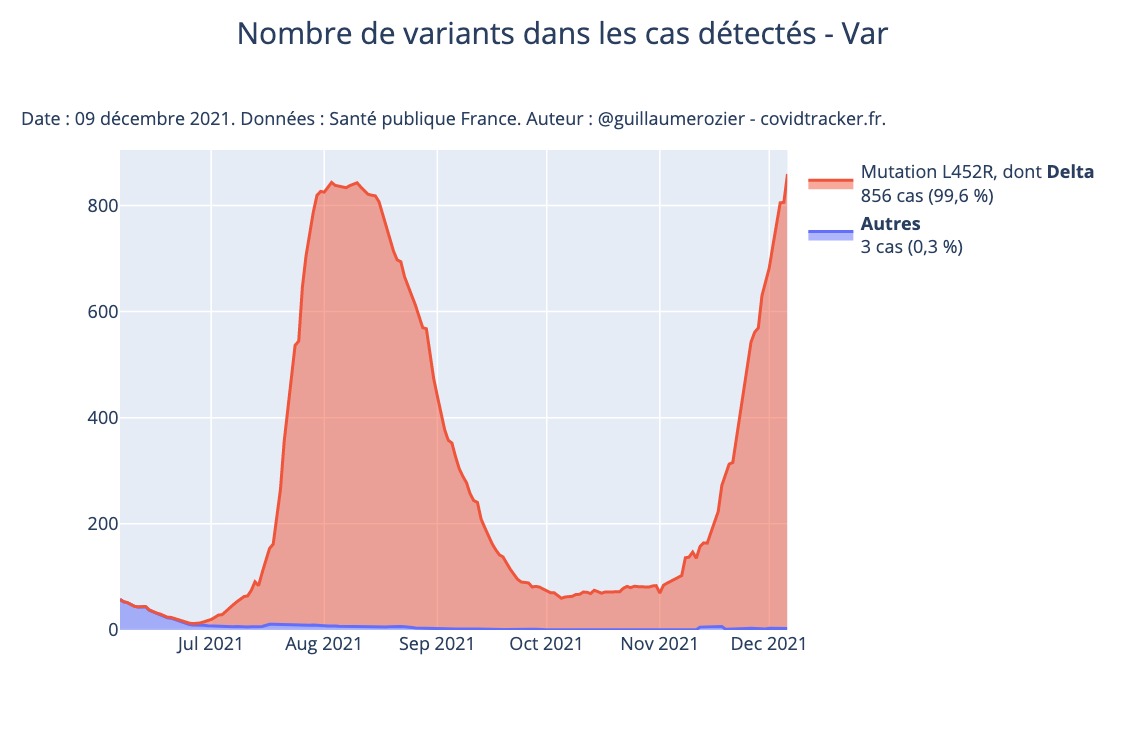 Nombre de variants dans les cas détectés - Var
Date : 09 décembre 2021. Données : Santé publique France. Auteur : @guillaumerozier - covidtracker.fr.
Mutation L452R, dont Delta
856 cas (99,6 %)
Autres
3 cas (0,3 %)
800
600
400
200
0
Jul 2021
Aug 2021
Sep 2021
Oct 2021
Nov 2021
Dec 2021